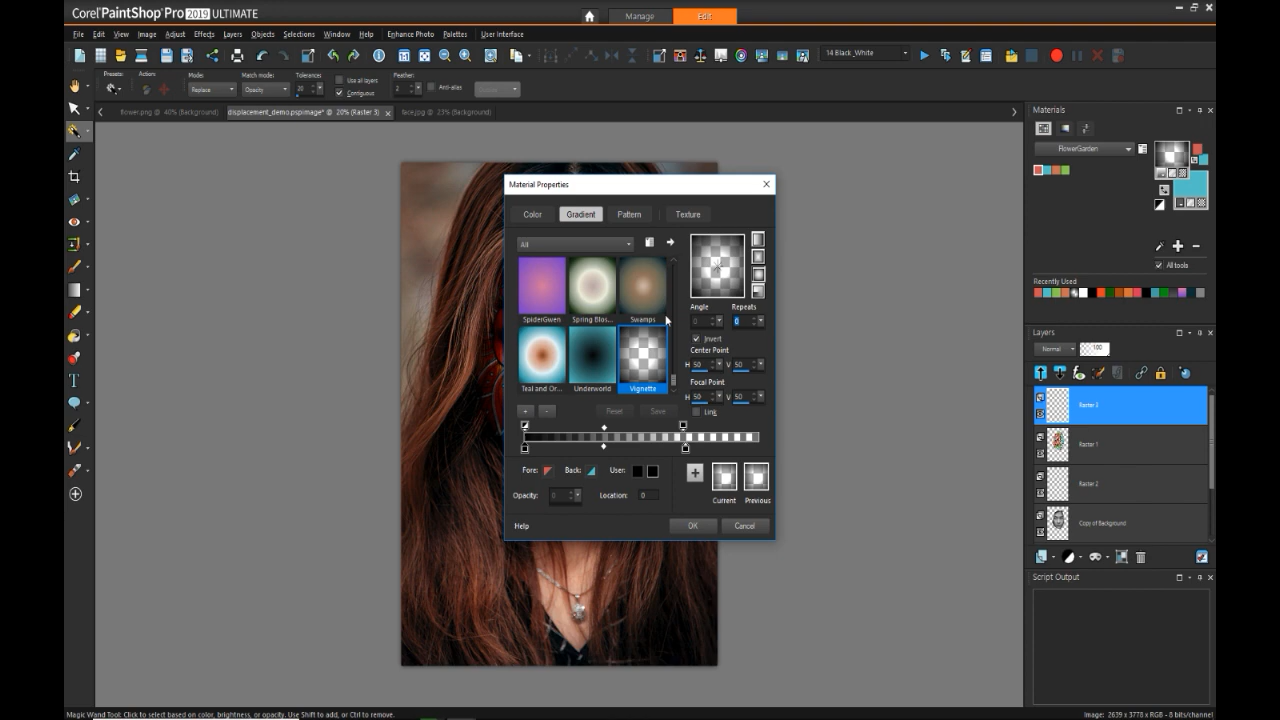 Corel PaintShop Pro 2019 ULTIMATE
Manage
Edit
File Edit View Image Adjust Effects Layers Objects Selections Window Help Enhance Photo Palettes User Interface
14 Black_White
Presets: Actions: Mode: Match mode: Tolerance: Use all layers Feather:
Replace Opacity Contiguous Anti-alias
flower.png @ 40% (Background)
displacement_demo.pspimage* @ 20% (Raster 3)
face.jpg @ 23% (Background)
Material Properties
Color Gradient Pattern Texture
All
SpiderGwen Spring Blos... Swamps
Teal and Or... Underworld Vignette
Angle Repeats
0 0
Invert
Center Point
H 50 V 50
Focal Point
H 50 V 50
Link
Reset Save
Fore: Back: User:
Opacity: 0 Location: 0
Current Previous
Help OK Cancel
Materials
FlowerGarden
All tools
Recently Used
Layers
Normal 100
Raster 3
Raster 1
Raster 2
Copy of Background
Script Output
Magic Wand Tool: Click to select based on color, brightness, or opacity. Use Shift to add, or Ctrl to remove.
Image: 2639 x 3778 x RGB - 8 bits/channel